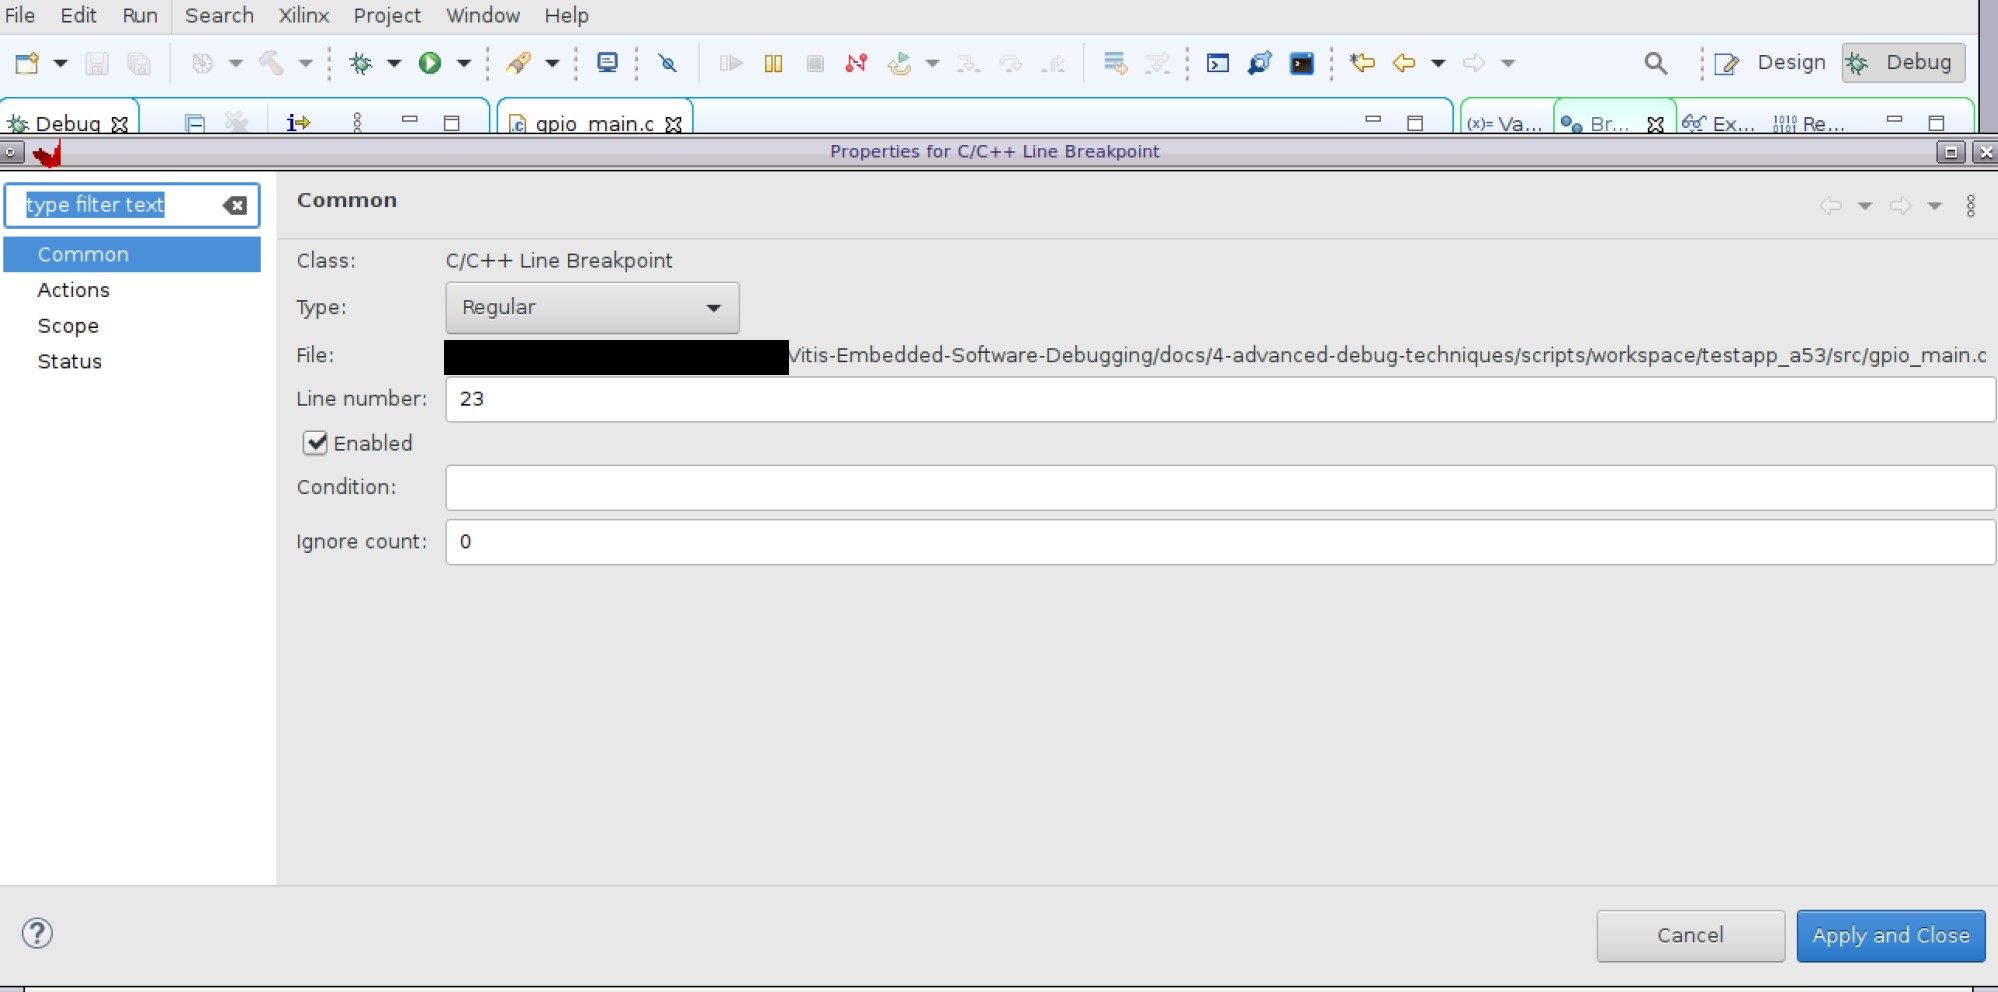 File Edit Run Search Xilinx Project Window Help
Design Debug
Debug gpio_main.c (x)= Va... Br... Ex... 1010 0101 Re...
Properties for C/C++ Line Breakpoint
type filter text
Common
Actions
Scope
Status
Common
Class: C/C++ Line Breakpoint
Type: Regular
File: Vitis-Embedded-Software-Debugging/docs/4-advanced-debug-techniques/scripts/workspace/testapp_a53/src/gpio_main.c
Line number: 23
Enabled
Condition:
Ignore count: 0
Cancel Apply and Close